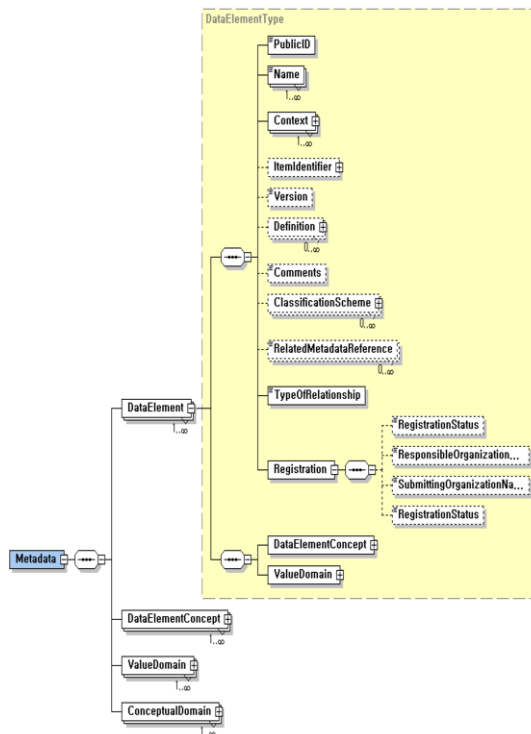 DataElementType
PublicID
Name
1..∞
Context
1..∞
ItemIdentifier
Version
Definition
0..∞
Comments
ClassificationScheme
0..∞
RelatedMetadataReference
0..∞
TypeOfRelationship
DataElement
1..∞
RegistrationStatus
ResponsibleOrganization...
Registration
SubmittingOrganizationNa...
RegistrationStatus
DataElementConcept
Metadata
ValueDomain
DataElementConcept
1..∞
ValueDomain
1..∞
ConceptualDomain
1..∞